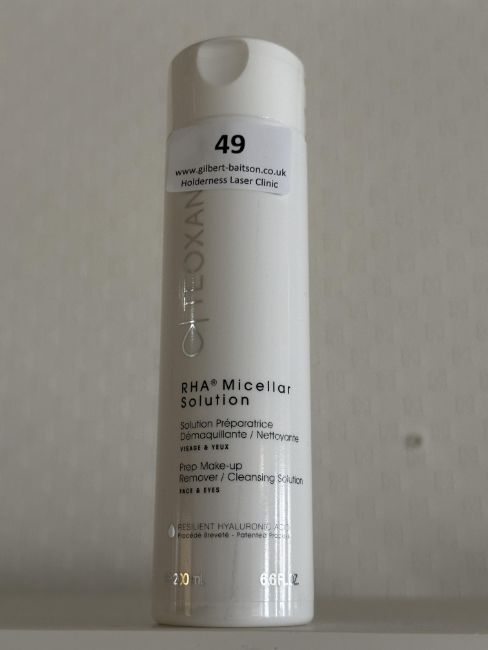 49
www.gilbert-baitson.co.uk
Holderness Laser Clinic
TEOXAN
RHA® Micellar
Solution
Solution Préparatrice
Démaquillante / Nettoyante
VISAGE & YEUX
Prep Make-up
Remover / Cleansing Solution
FACE & EYES
RESILIENT HYALURONIC ACID
Procédé Breveté - Patented Process
200 mL 6.6 FL.OZ.